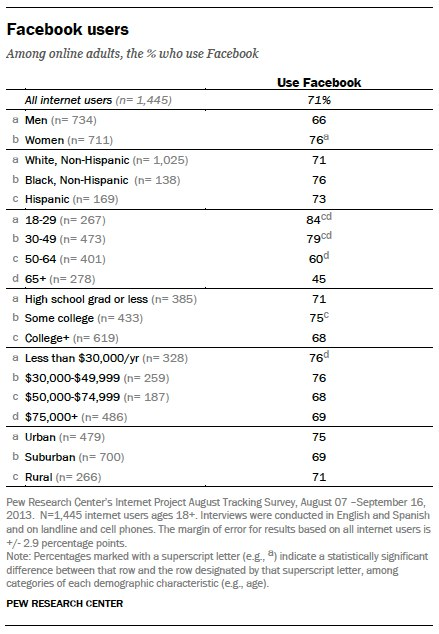 Facebook users
Among online adults, the % who use Facebook
Use Facebook
All internet users (n= 1,445) 71%
a Men (n= 734) 66
b Women (n= 711) 76a
a White, Non-Hispanic (n= 1,025) 71
b Black, Non-Hispanic (n= 138) 76
c Hispanic (n= 169) 73
a 18-29 (n= 267) 84cd
b 30-49 (n= 473) 79cd
c 50-64 (n= 401) 60d
d 65+ (n= 278) 45
a High school grad or less (n= 385) 71
b Some college (n= 433) 75c
c College+ (n= 619) 68
a Less than $30,000/yr (n= 328) 76d
b $30,000-$49,999 (n= 259) 76
c $50,000-$74,999 (n= 187) 68
d $75,000+ (n= 486) 69
a Urban (n= 479) 75
b Suburban (n= 700) 69
c Rural (n= 266) 71
Pew Research Center's Internet Project August Tracking Survey, August 07 –September 16,
2013. N=1,445 internet users ages 18+. Interviews were conducted in English and Spanish
and on landline and cell phones. The margin of error for results based on all internet users is
+/- 2.9 percentage points.
Note: Percentages marked with a superscript letter (e.g., a) indicate a statistically significant
difference between that row and the row designated by that superscript letter, among
categories of each demographic characteristic (e.g., age).
PEW RESEARCH CENTER